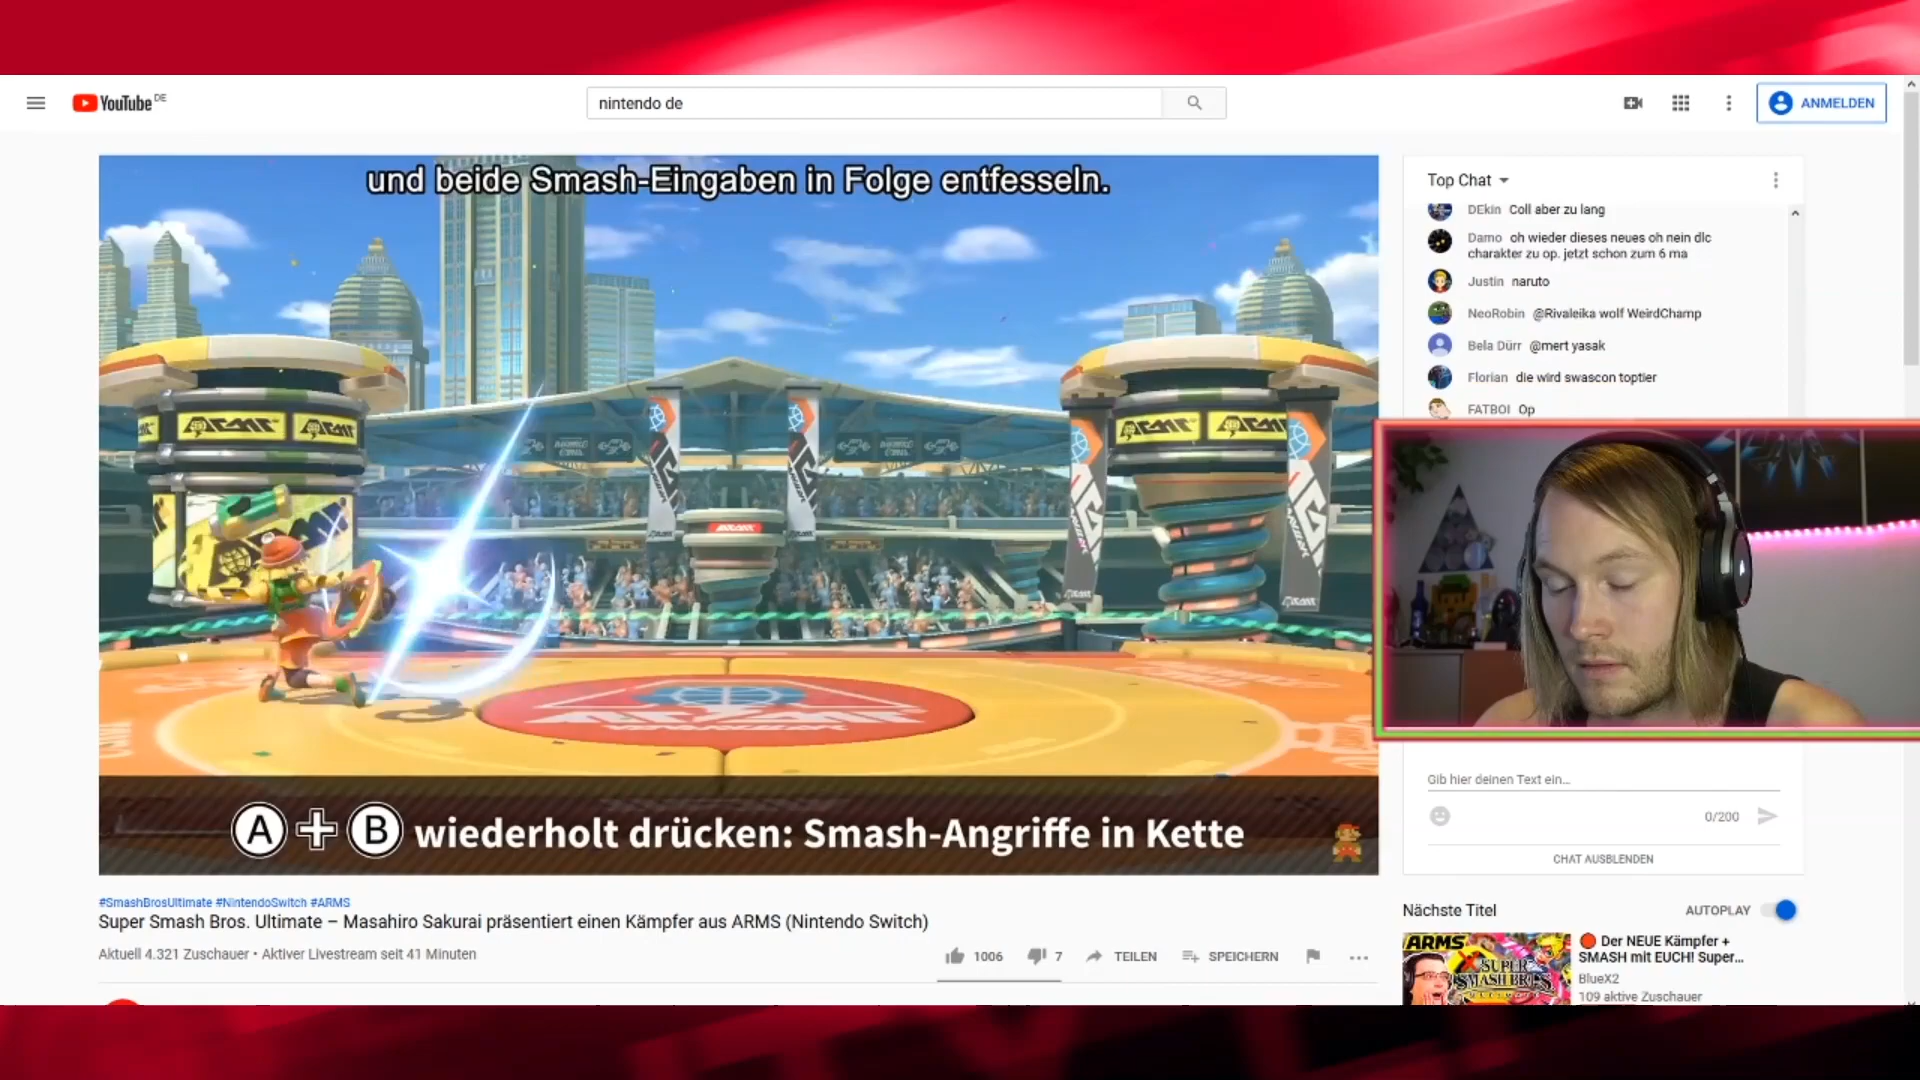 YouTube DE
nintendo de
ANMELDEN
und beide Smash-Eingaben in Folge entfesseln.
A + B wiederholt drücken: Smash-Angriffe in Kette
#SmashBrosUltimate #NintendoSwitch #ARMS
Super Smash Bros. Ultimate – Masahiro Sakurai präsentiert einen Kämpfer aus ARMS (Nintendo Switch)
Aktuell 4.321 Zuschauer • Aktiver Livestream seit 41 Minuten
1006
7
TEILEN
SPEICHERN
Top Chat
DEkin Coll aber zu lang
Damo oh wieder dieses neues oh nein dlc
charakter zu op. jetzt schon zum 6 ma
Justin naruto
NeoRobin @Rivaleika wolf WeirdChamp
Bela Dürr @mert yasak
Florian die wird swascon toptier
FATBOI Op
Gib hier deinen Text ein...
0/200
CHAT AUSBLENDEN
Nächste Titel
AUTOPLAY
ARMS
SUPER
SMASH BROS.
Der NEUE Kämpfer +
SMASH mit EUCH! Super...
BlueX2
109 aktive Zuschauer